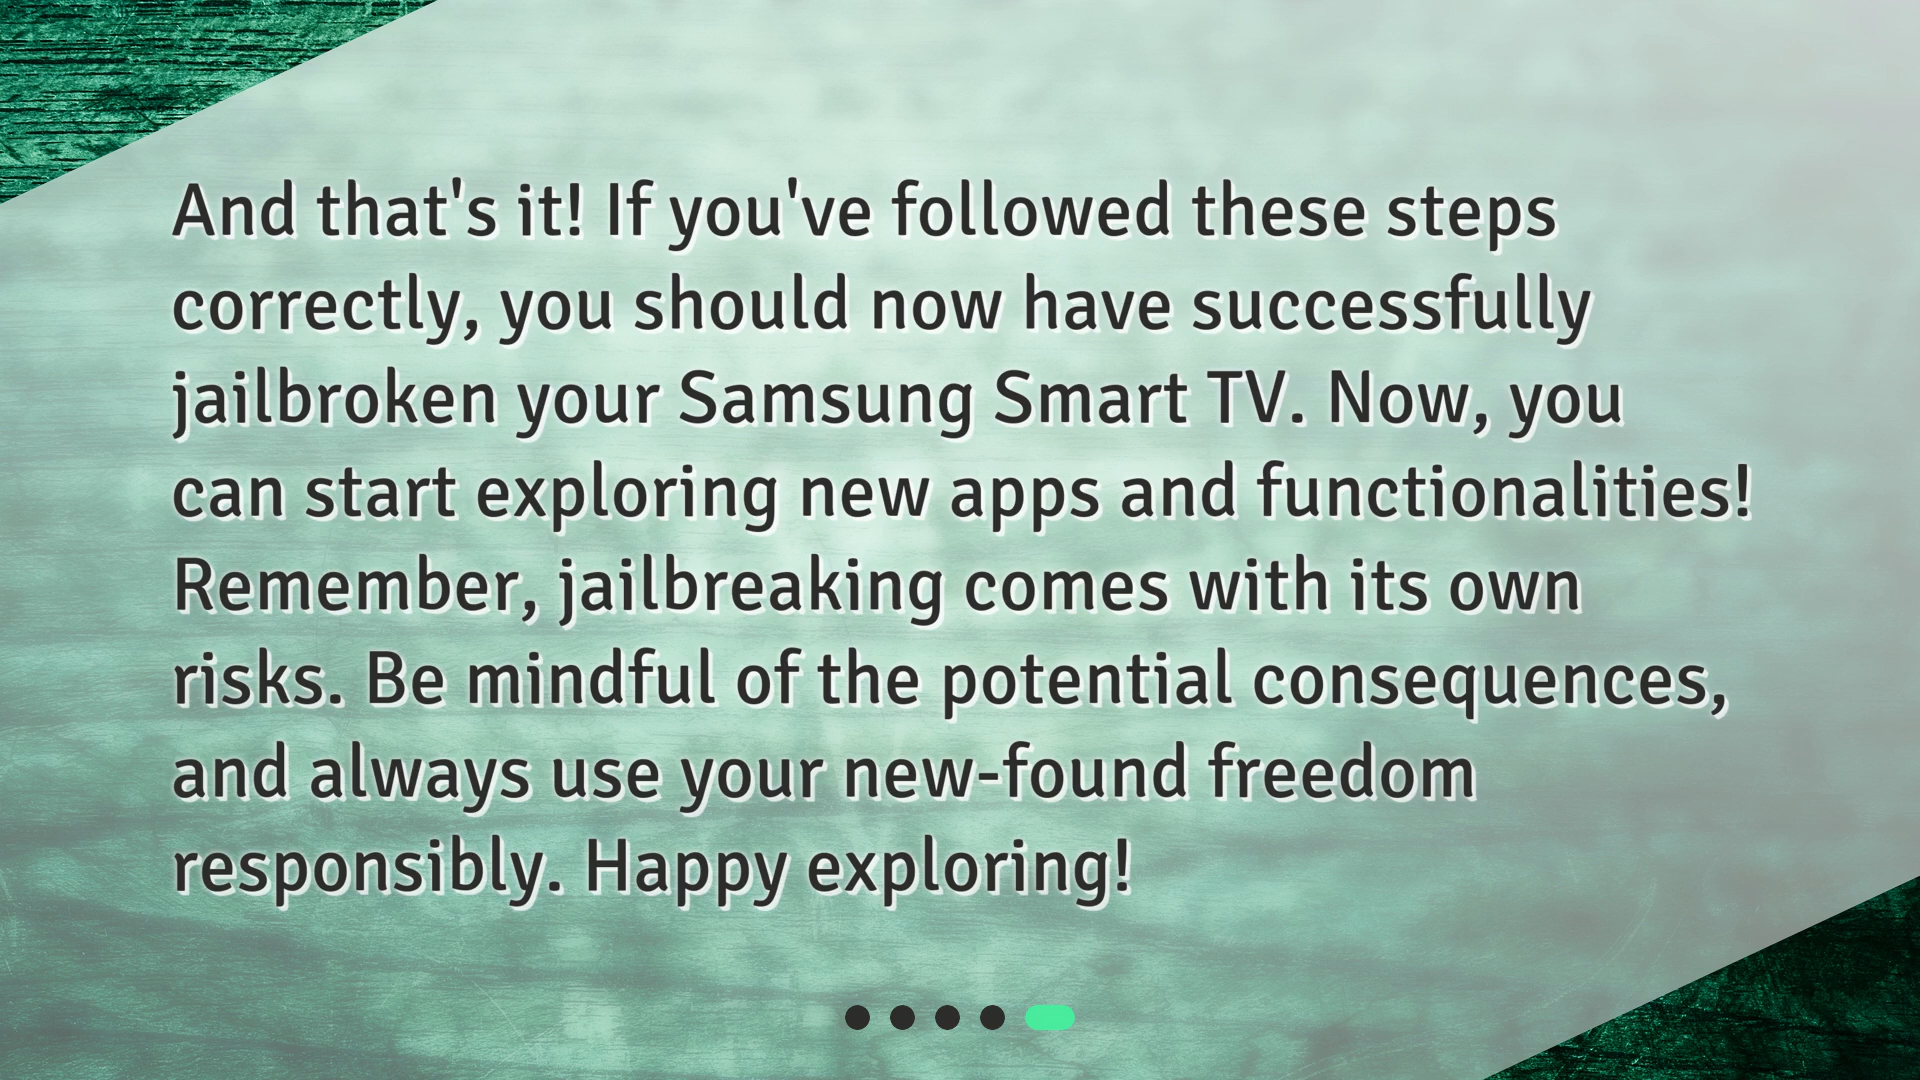 And that's it! If you've followed these steps
correctly, you should now have successfully
jailbroken your Samsung Smart TV. Now, you
can start exploring new apps and functionalities!
Remember, jailbreaking comes with its own
risks. Be mindful of the potential consequences,
and always use your new-found freedom
responsibly. Happy exploring!